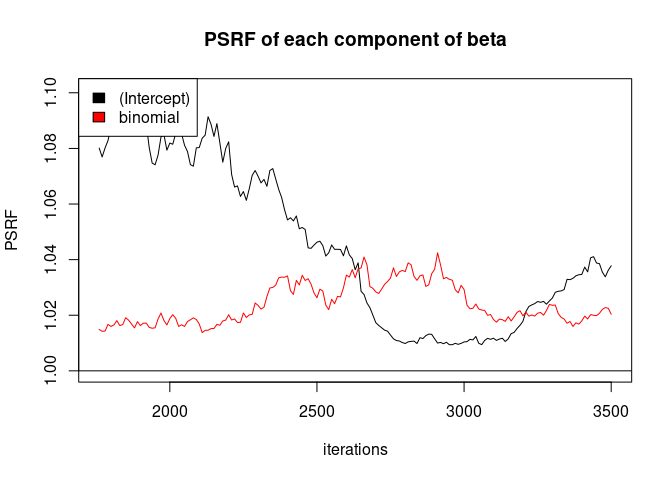 PSRF of each component of beta
(Intercept)
binomial
PSRF
1.10
1.08
1.06
1.04
1.02
1.00
2000 2500 3000 3500
iterations